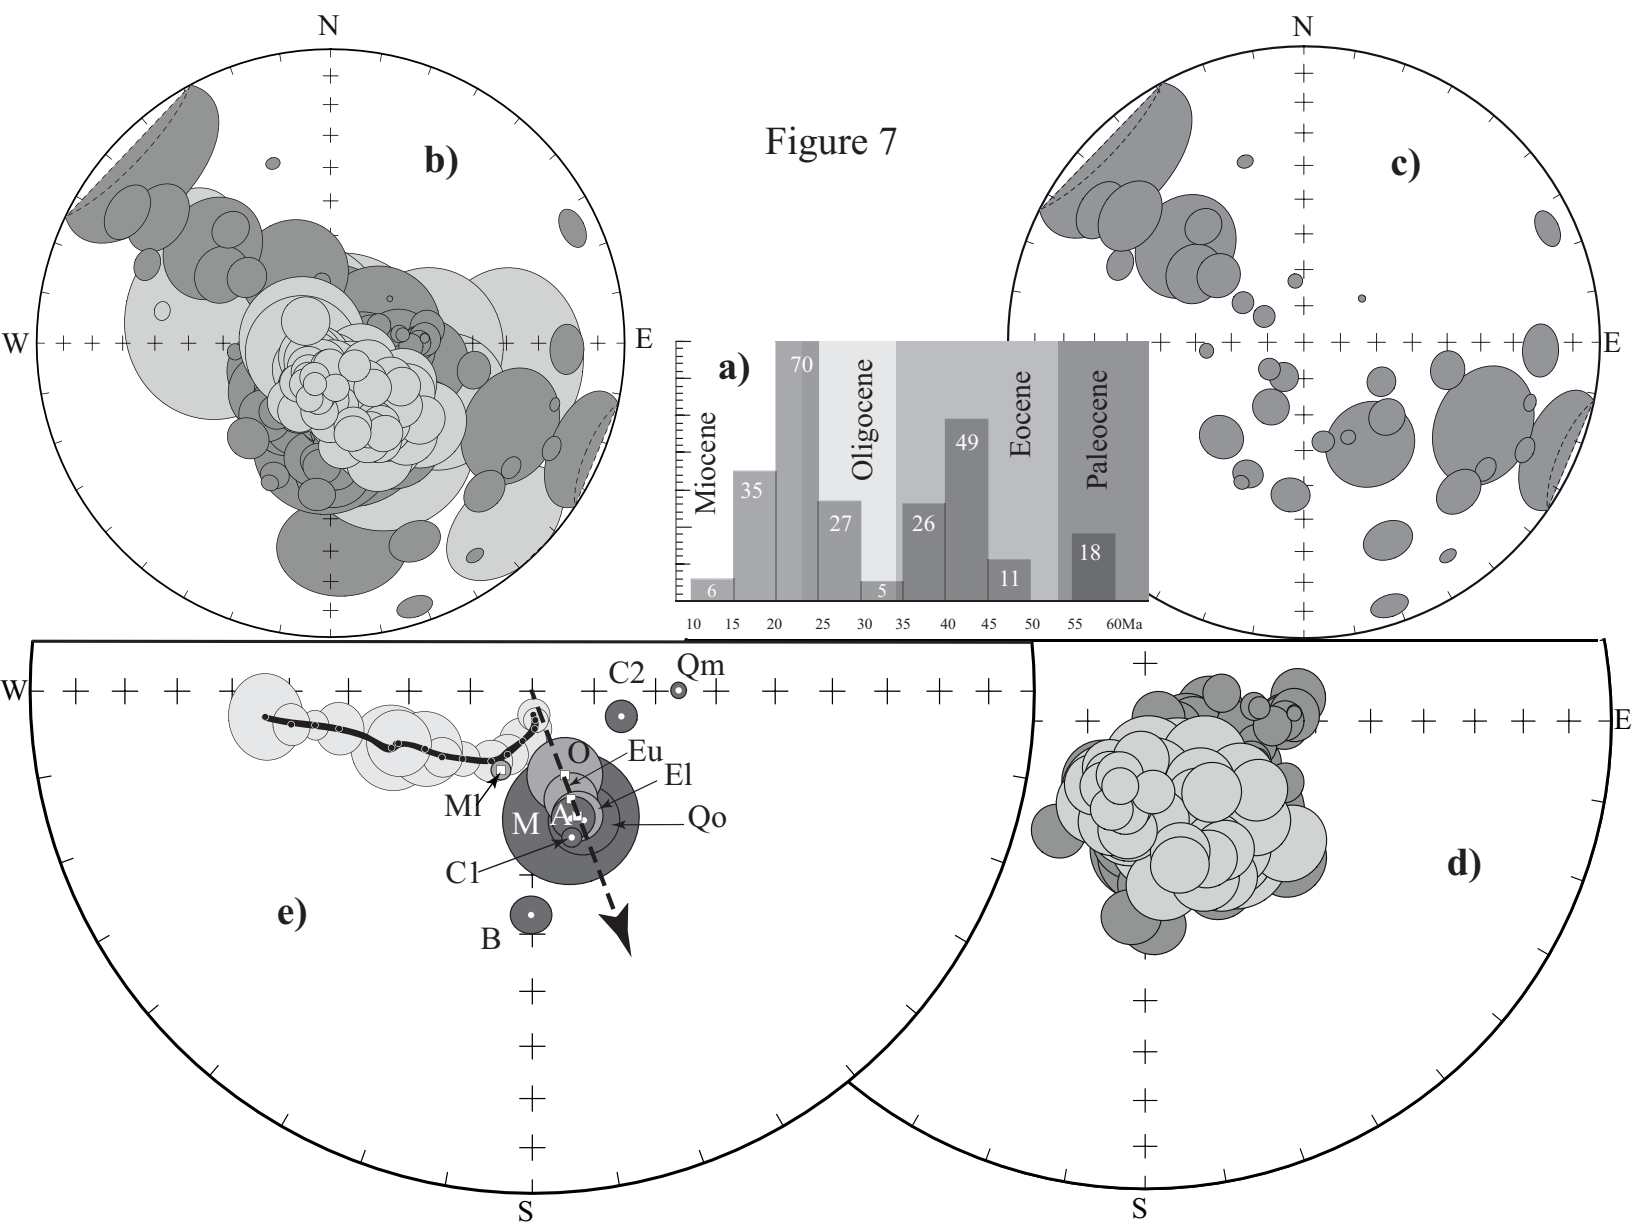 N
N
Figure 7
b)
c)
W
E
E
a)
Miocene
Oligocene
Eocene
Paleocene
70
35
49
27
26
18
11
6
5
10 15 20 25 30 35 40 45 50 55 60Ma
C2
Qm
W
E
O
Eu
El
Ml
M
A
Qo
C1
d)
e)
B
S
S